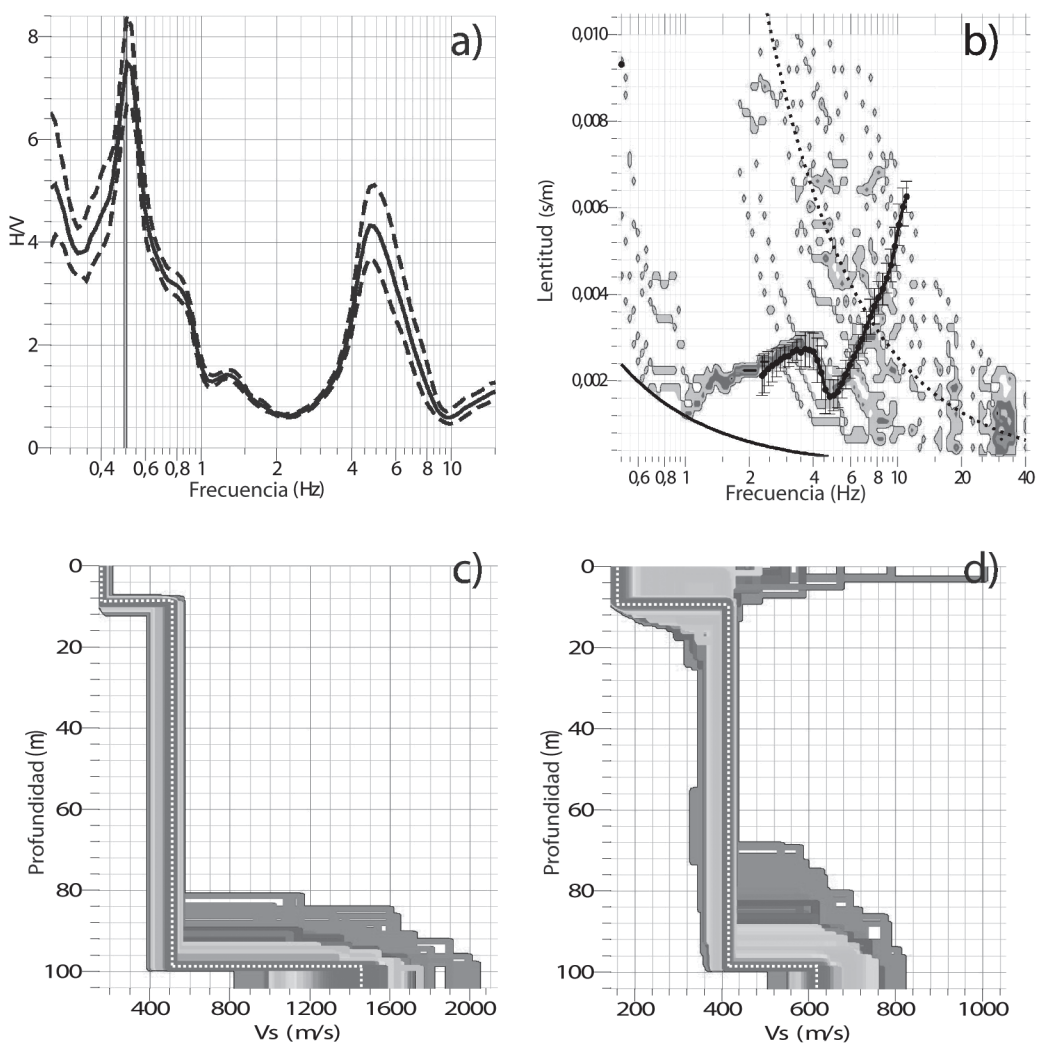 a)
8
6
4
2
0
H/V
0,4 0,6 0,8 1 2 4 6 8 10
Frecuencia (Hz)
b)
0,010
0,008
0,006
0,004
0,002
Lentitud (s/m)
0,6 0,8 1 2 4 6 8 10 20 40
Frecuencia (Hz)
c)
0
20
40
60
80
100
Profundidad (m)
400 800 1200 1600 2000
Vs (m/s)
d)
0
20
40
60
80
100
Profundidad (m)
200 400 600 800 1000
Vs (m/s)